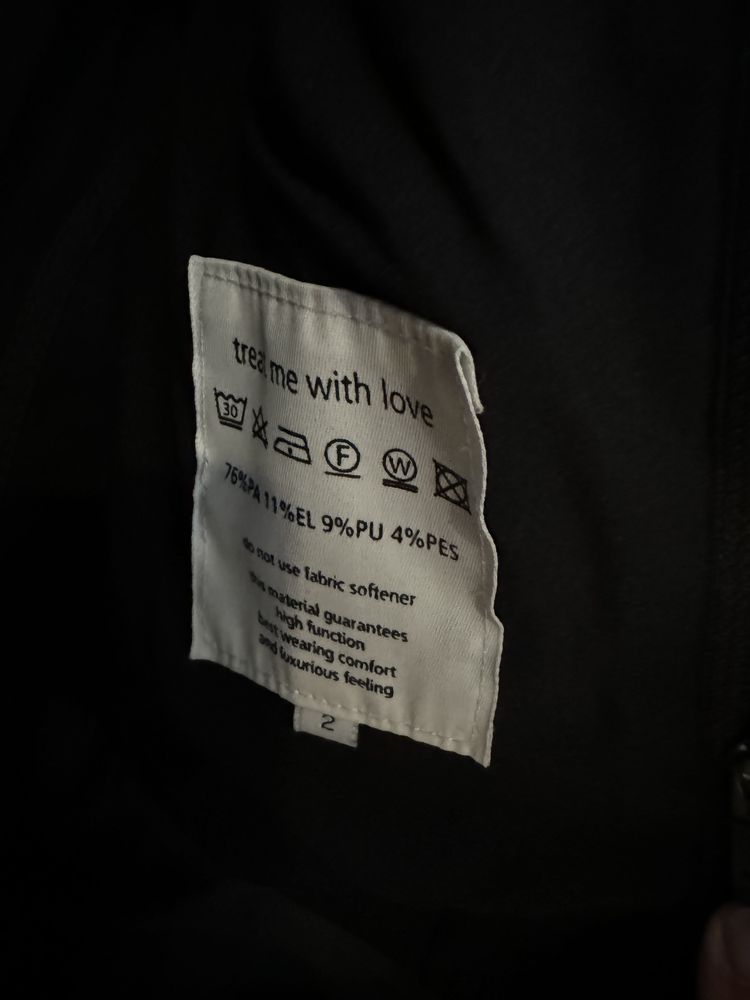 treat me with love
30 F W
76%PA 11%EL 9%PU 4%PES
do not use fabric softener
this material guarantees
high function
best wearing comfort
and luxurious feeling
2